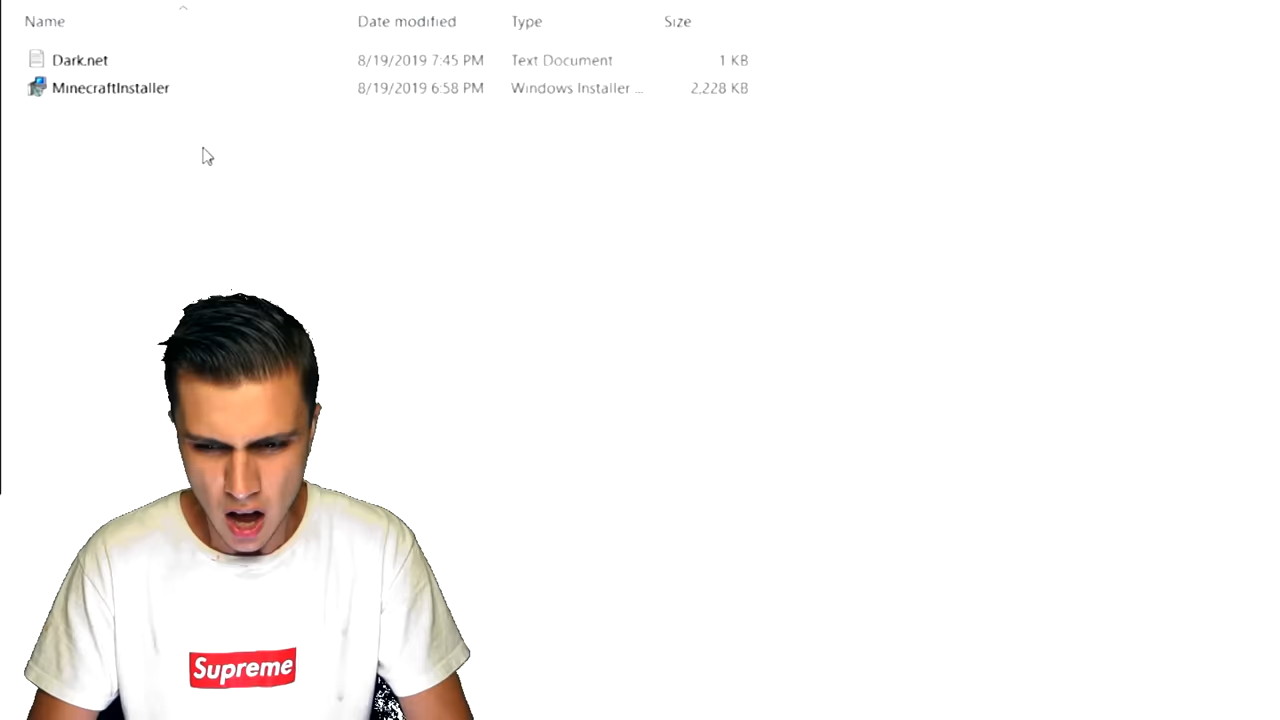 Name Date modified Type Size
Dark.net 8/19/2019 7:45 PM Text Document 1 KB
MinecraftInstaller 8/19/2019 6:58 PM Windows Installer ... 2,228 KB
Supreme